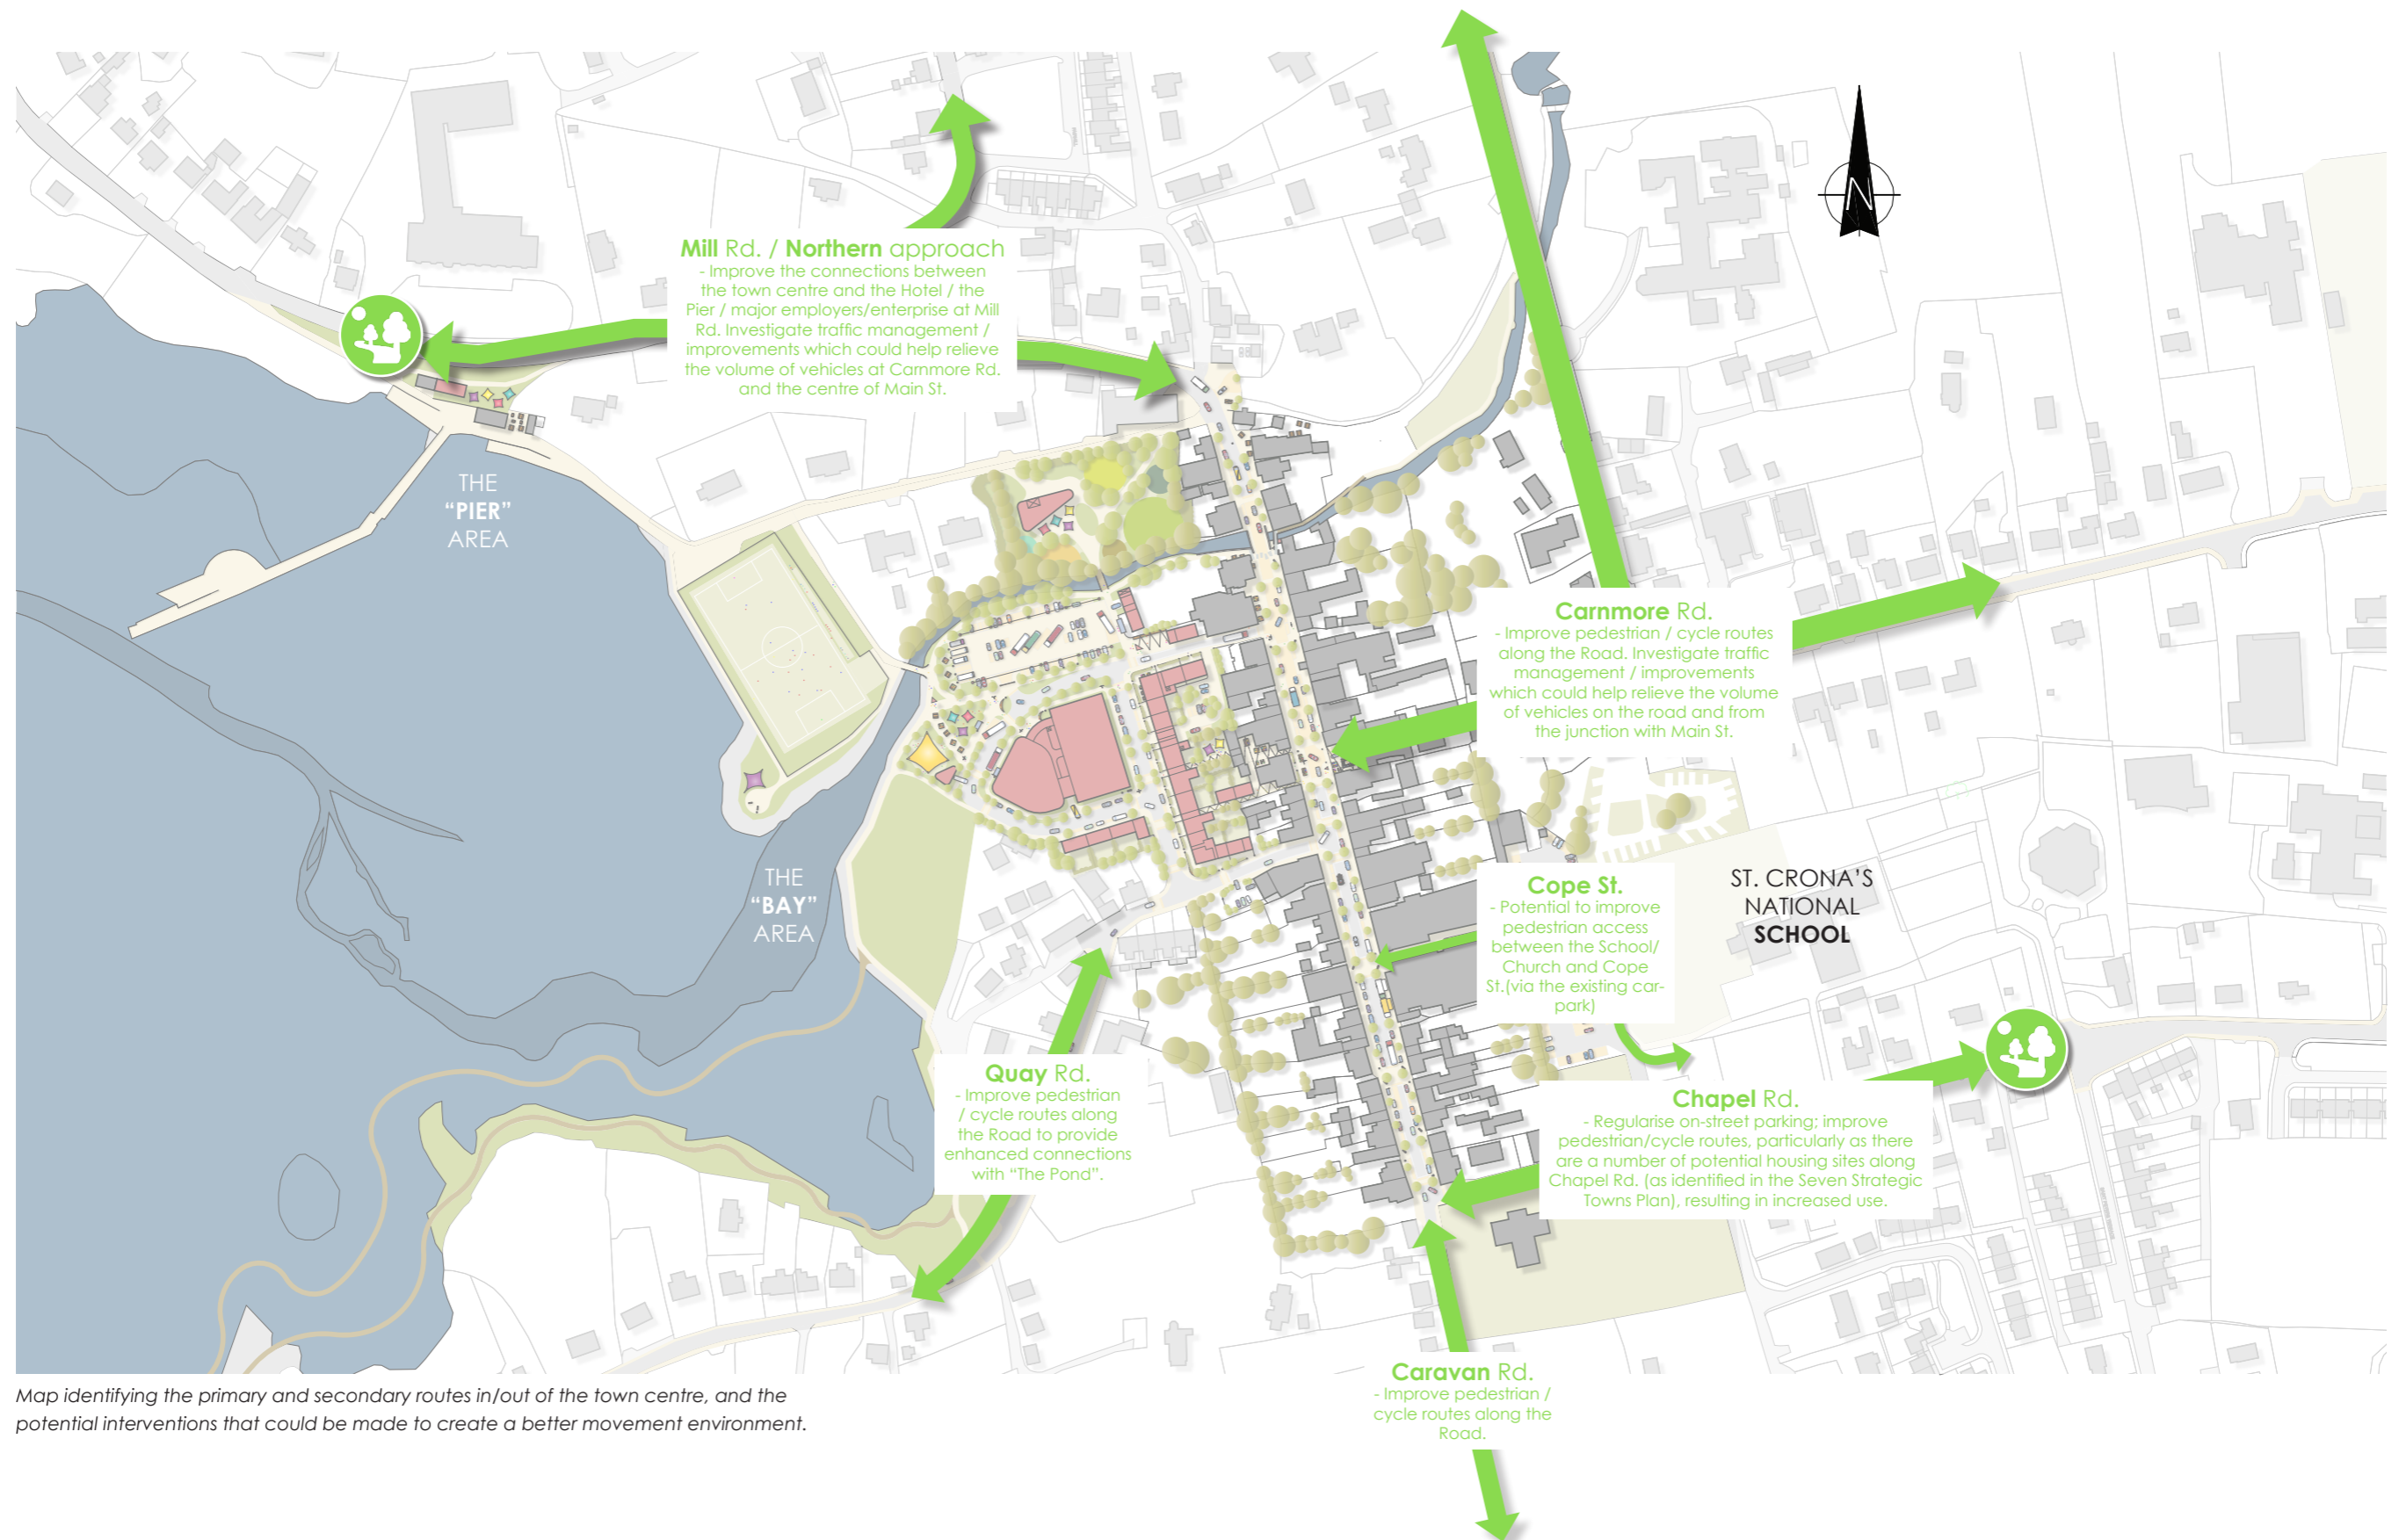 N
Mill Rd. / Northern approach
- Improve the connections between
the town centre and the Hotel / the
Pier / major employers/enterprise at Mill
Rd. Investigate traffic management /
improvements which could help relieve
the volume of vehicles at Carnmore Rd.
and the centre of Main St.
THE
“PIER”
AREA
Carnmore Rd.
- Improve pedestrian / cycle routes
along the Road. Investigate traffic
management / improvements
which could help relieve the volume
of vehicles on the road and from
the junction with Main St.
THE
“BAY”
AREA
Cope St.
- Potential to improve
pedestrian access
between the School/
Church and Cope
St.(via the existing car-
park)
ST. CRONA’S
NATIONAL
SCHOOL
Quay Rd.
- Improve pedestrian
/ cycle routes along
the Road to provide
enhanced connections
with “The Pond”.
Chapel Rd.
- Regularise on-street parking; improve
pedestrian/cycle routes, particularly as there
are a number of potential housing sites along
Chapel Rd. (as identified in the Seven Strategic
Towns Plan), resulting in increased use.
Caravan Rd.
- Improve pedestrian /
cycle routes along the
Road.
Map identifying the primary and secondary routes in/out of the town centre, and the
potential interventions that could be made to create a better movement environment.